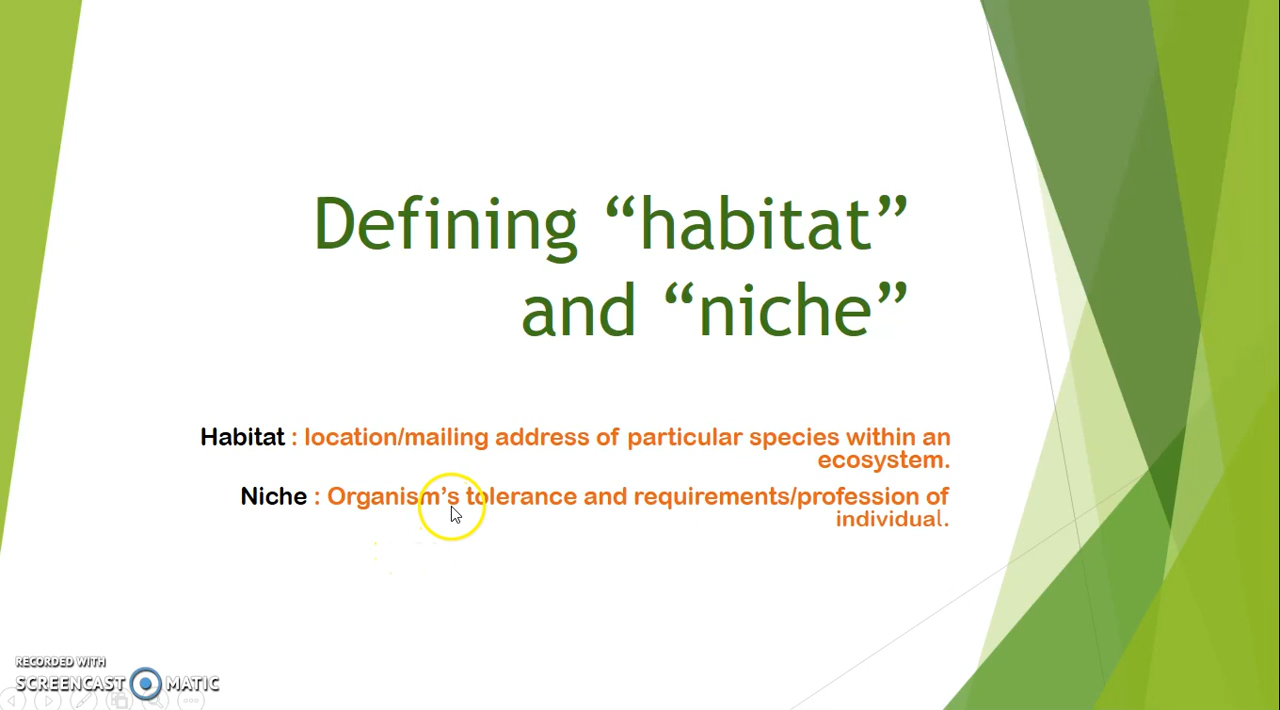 Defining “habitat”
and “niche”
Habitat : location/mailing address of particular species within an
ecosystem.
Niche : Organism’s tolerance and requirements/profession of
individual.
RECORDED WITH
SCREENCAST MATIC